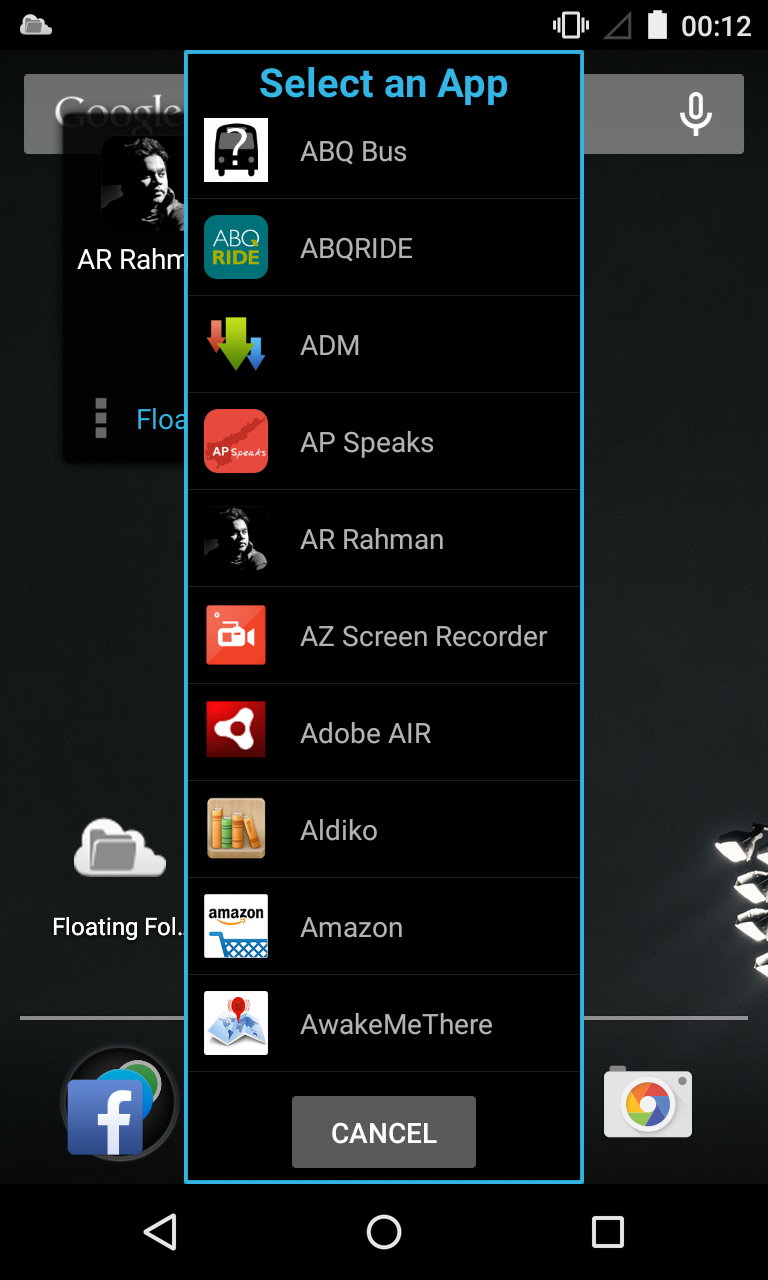 00:12
Google
Select an App
ABQ Bus
ABQ
RIDE
ABQRIDE
ADM
AP Speaks
AP Speaks
AR Rahm
AR Rahman
Floa
AZ Screen Recorder
Adobe AIR
Aldiko
amazon
Amazon
AwakeMeThere
Floating Fol..
CANCEL